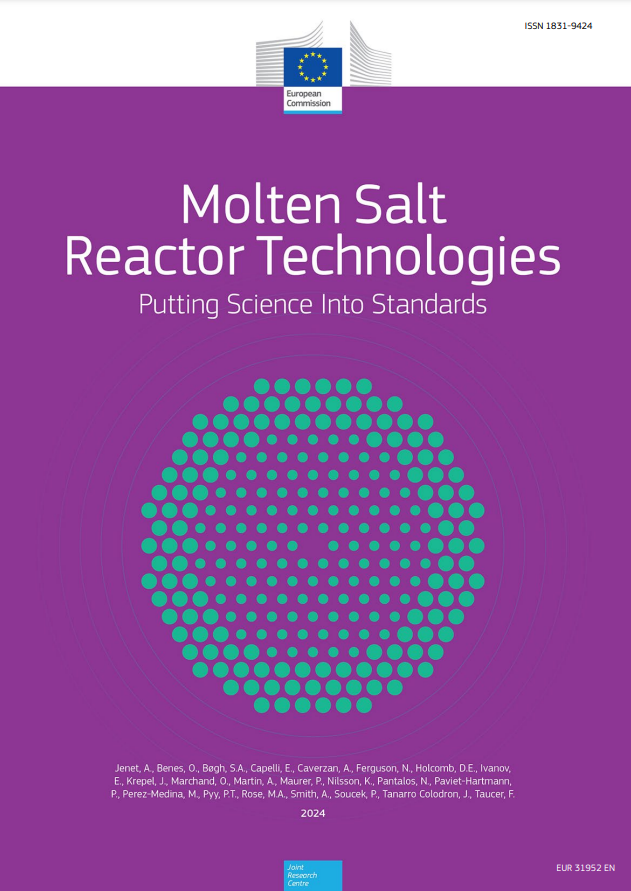 ISSN 1831-9424
European
Commission
Molten Salt
Reactor Technologies
Putting Science Into Standards
Jenet, A., Benes, O., Bøgh, S.A., Capelli, E., Caverzan, A., Ferguson, N., Holcomb, D.E., Ivanov,
E., Krepel, J., Marchand, O., Martin, A., Maurer, P., Nilsson, K., Pantalos, N., Paviet-Hartmann,
P., Perez-Medina, M., Pyy, P.T., Rose, M.A., Smith, A., Soucek, P., Tanarro Colodron, J., Taucer, F.
2024
Joint
Research
Centre
EUR 31952 EN